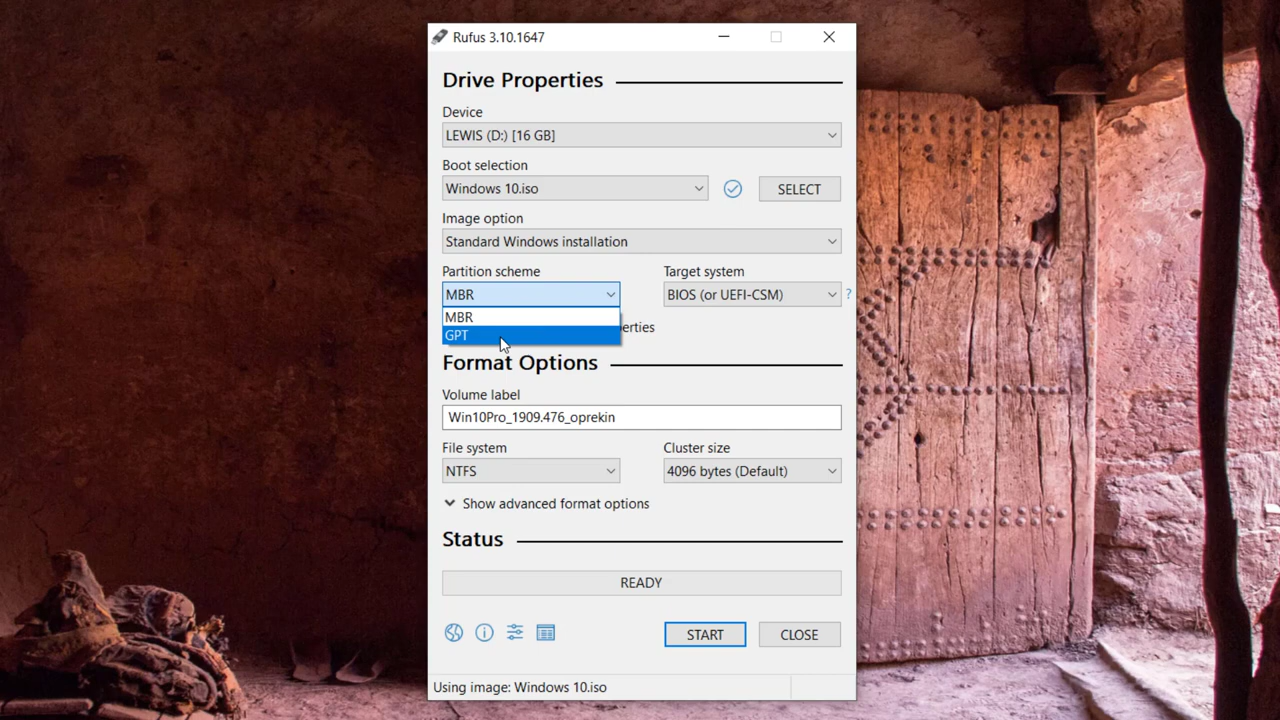 Rufus 3.10.1647
Drive Properties
Device
LEWIS (D:) [16 GB]
Boot selection
Windows 10.iso
SELECT
Image option
Standard Windows installation
Partition scheme
Target system
MBR
BIOS (or UEFI-CSM)
?
MBR
GPT
erties
Format Options
Volume label
Win10Pro_1909.476_oprekin
File system
Cluster size
NTFS
4096 bytes (Default)
Show advanced format options
Status
READY
START
CLOSE
Using image: Windows 10.iso